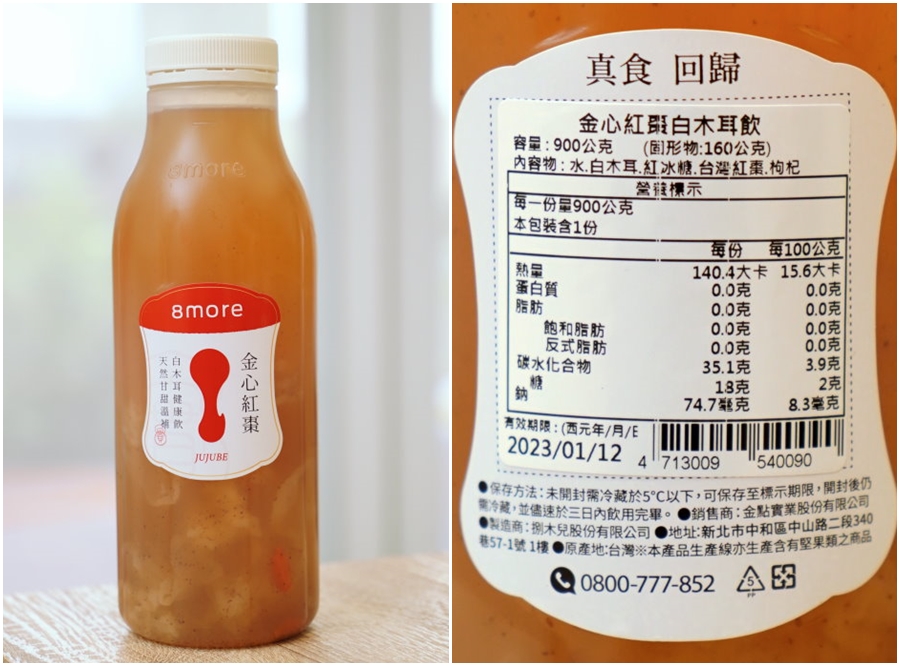 8more
8more
金心紅棗
白木耳健康飲
天然甘甜溫補
JUJUBE
真食 回歸
金心紅棗白木耳飲
容量：900公克 (固形物:160公克)
內容物：水.白木耳.紅冰糖.台灣紅棗.枸杞
營養標示
每一份量900公克
本包裝含1份
每份 每100公克
熱量 140.4大卡 15.6大卡
蛋白質 0.0克 0.0克
脂肪 0.0克 0.0克
飽和脂肪 0.0克 0.0克
反式脂肪 0.0克 0.0克
碳水化合物 35.1克 3.9克
糖 18克 2克
鈉 74.7毫克 8.3毫克
有效期限：(西元年/月/E
2023/01/12
4 713009 540090
●保存方法：未開封需冷藏於5°C以下，可保存至標示期限，開封後仍
需冷藏，並儘速於三日內飲用完畢。●銷售商：金點實業股份有限公司
●製造商：捌木兒股份有限公司 ●地址:新北市中和區中山路二段340
巷57-1號1樓 ●原產地:台灣※本產品生產線亦生產含有堅果類之商品
0800-777-852
5
PP